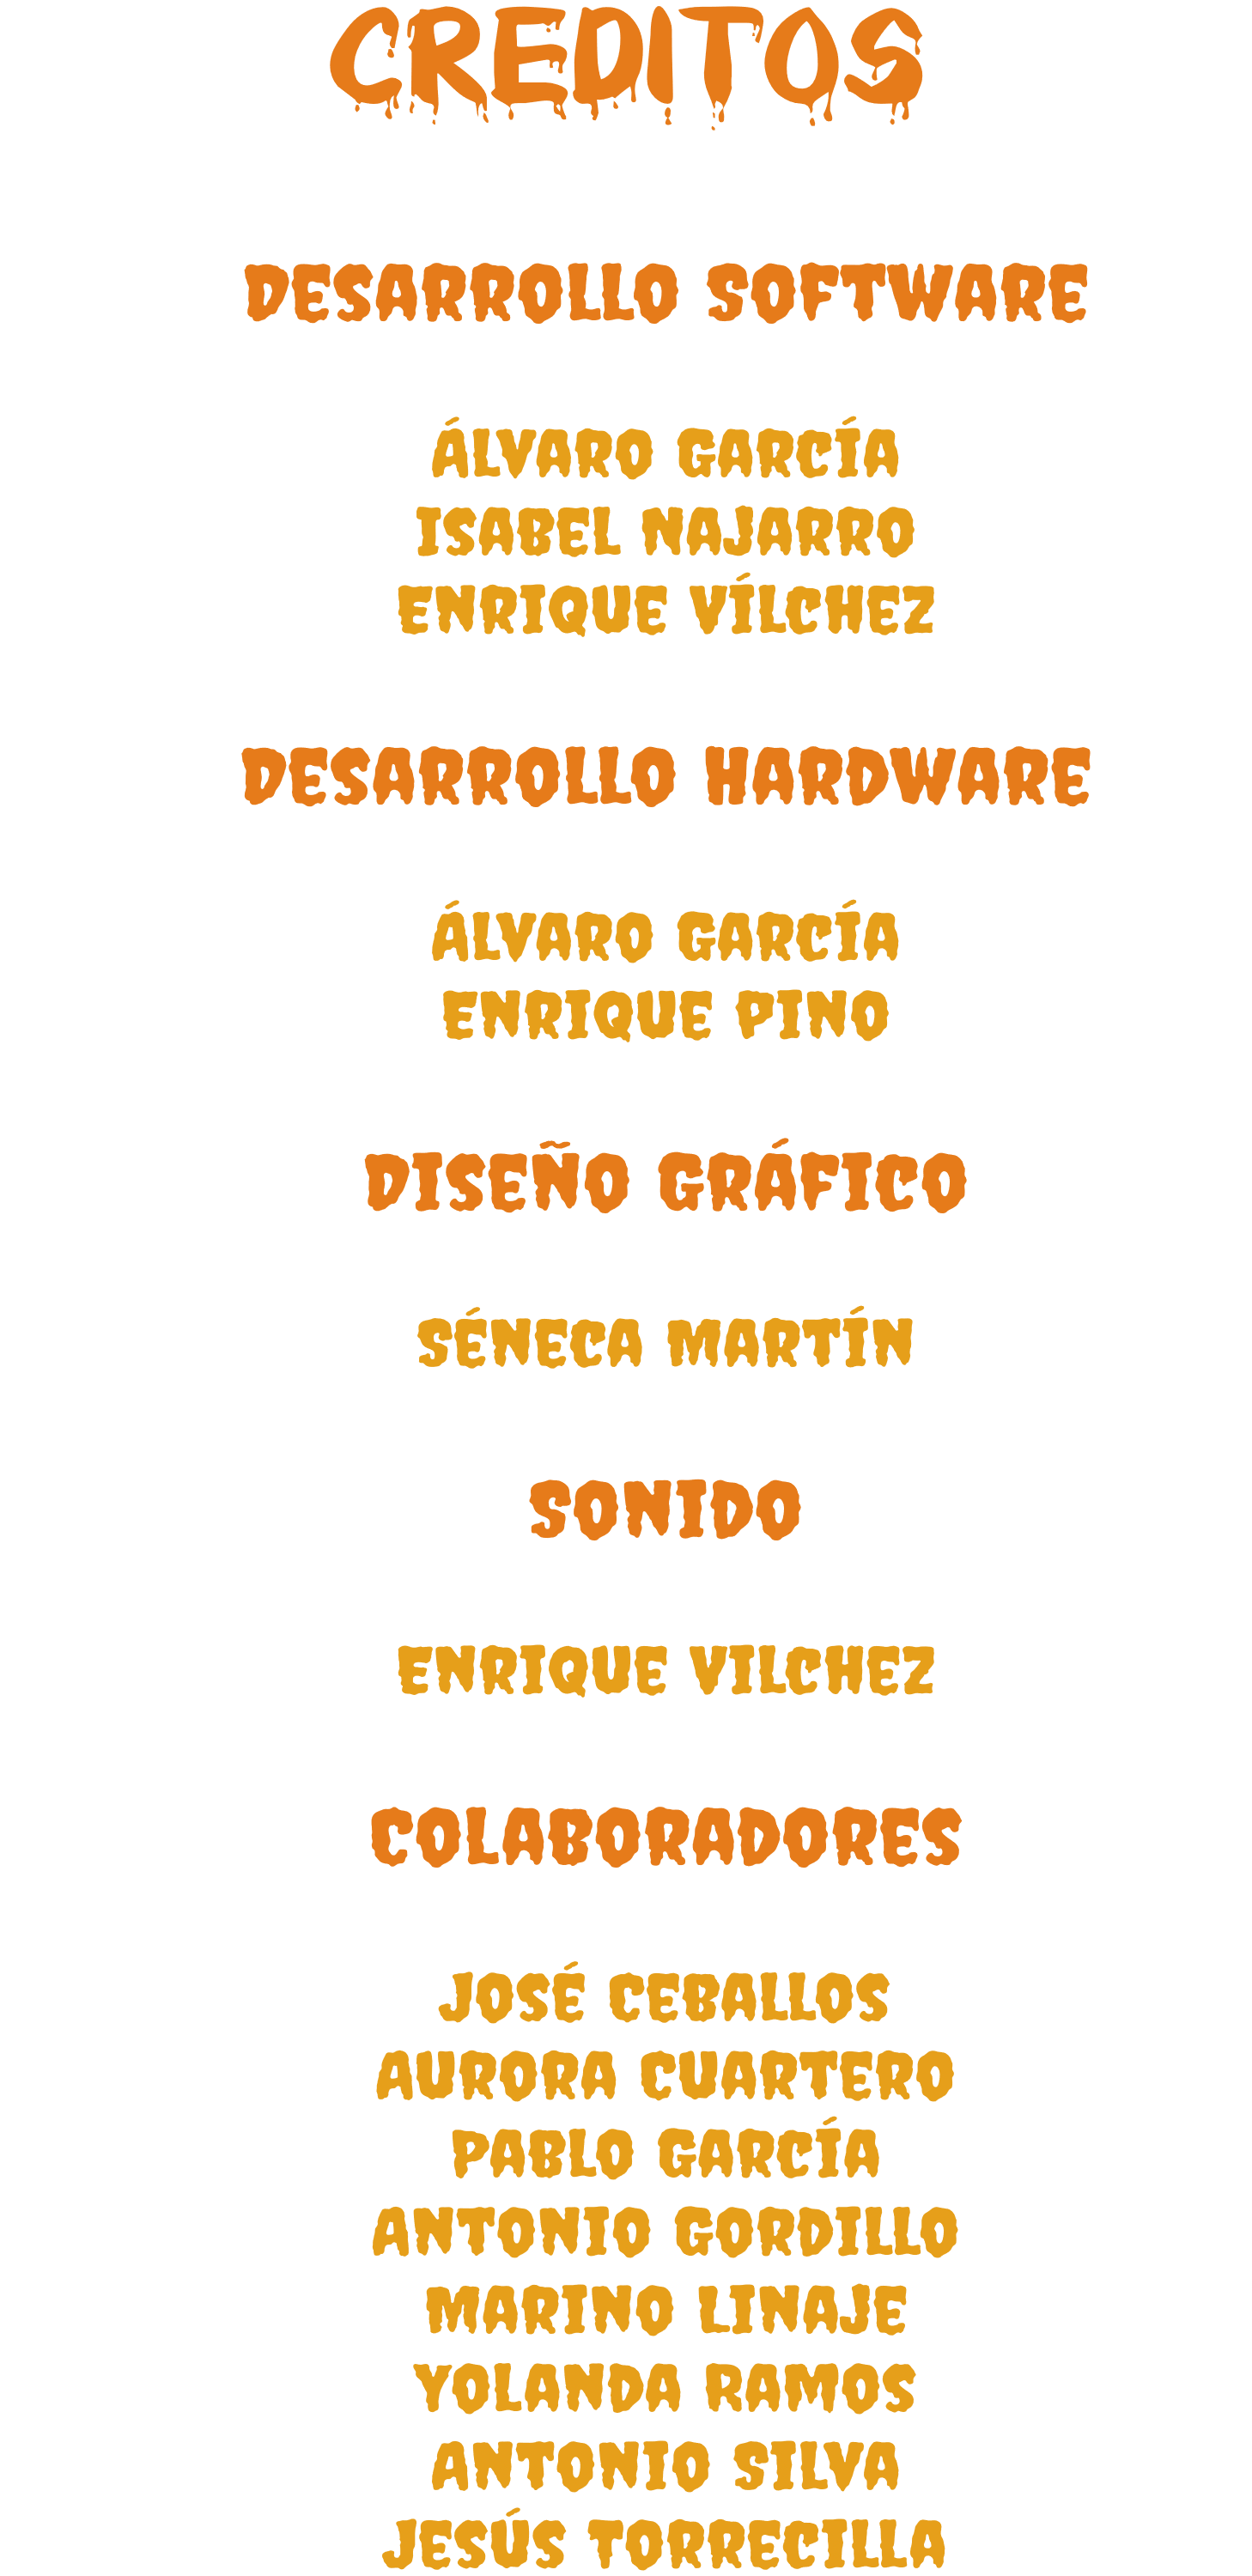 CREDITOS
DESARROLLO SOFTWARE
ÁLVARO GARCÍA
ISABEL NAJARRO
ENRIQUE VÍLCHEZ
DESARROLLO HARDWARE
ÁLVARO GARCÍA
ENRIQUE PINO
DISEÑO GRÁFICO
SÉNECA MARTÍN
SONIDO
ENRIQUE VILCHEZ
COLABORADORES
JOSÉ CEBALLOS
AURORA CUARTERO
PABLO GARCÍA
ANTONIO GORDILLO
MARINO LINAJE
YOLANDA RAMOS
ANTONIO SILVA
JESÚS TORRECILLA